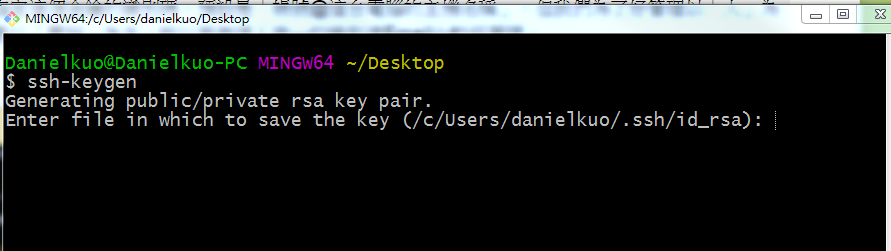 MINGW64:/c/Users/danielkuo/Desktop
Danielkuo@Danielkuo-PC MINGW64 ~/Desktop
$ ssh-keygen
Generating public/private rsa key pair.
Enter file in which to save the key (/c/Users/danielkuo/.ssh/id_rsa):